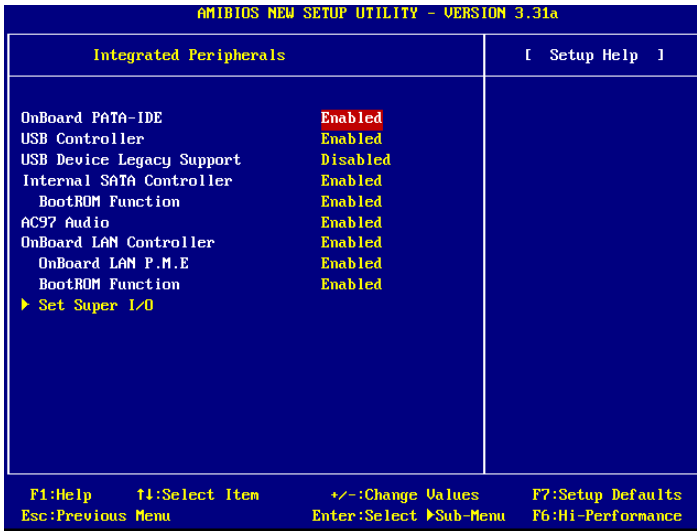 AMIBIOS NEW SETUP UTILITY - VERSION 3.31a
Integrated Peripherals
[ Setup Help ]
OnBoard PATA-IDE Enabled
USB Controller Enabled
USB Device Legacy Support Disabled
Internal SATA Controller Enabled
BootROM Function Enabled
AC97 Audio Enabled
OnBoard LAN Controller Enabled
OnBoard LAN P.M.E Enabled
BootROM Function Enabled
▶ Set Super I/O
F1:Help ↑↓:Select Item +/-:Change Values F7:Setup Defaults
Esc:Previous Menu Enter:Select ▶Sub-Menu F6:Hi-Performance